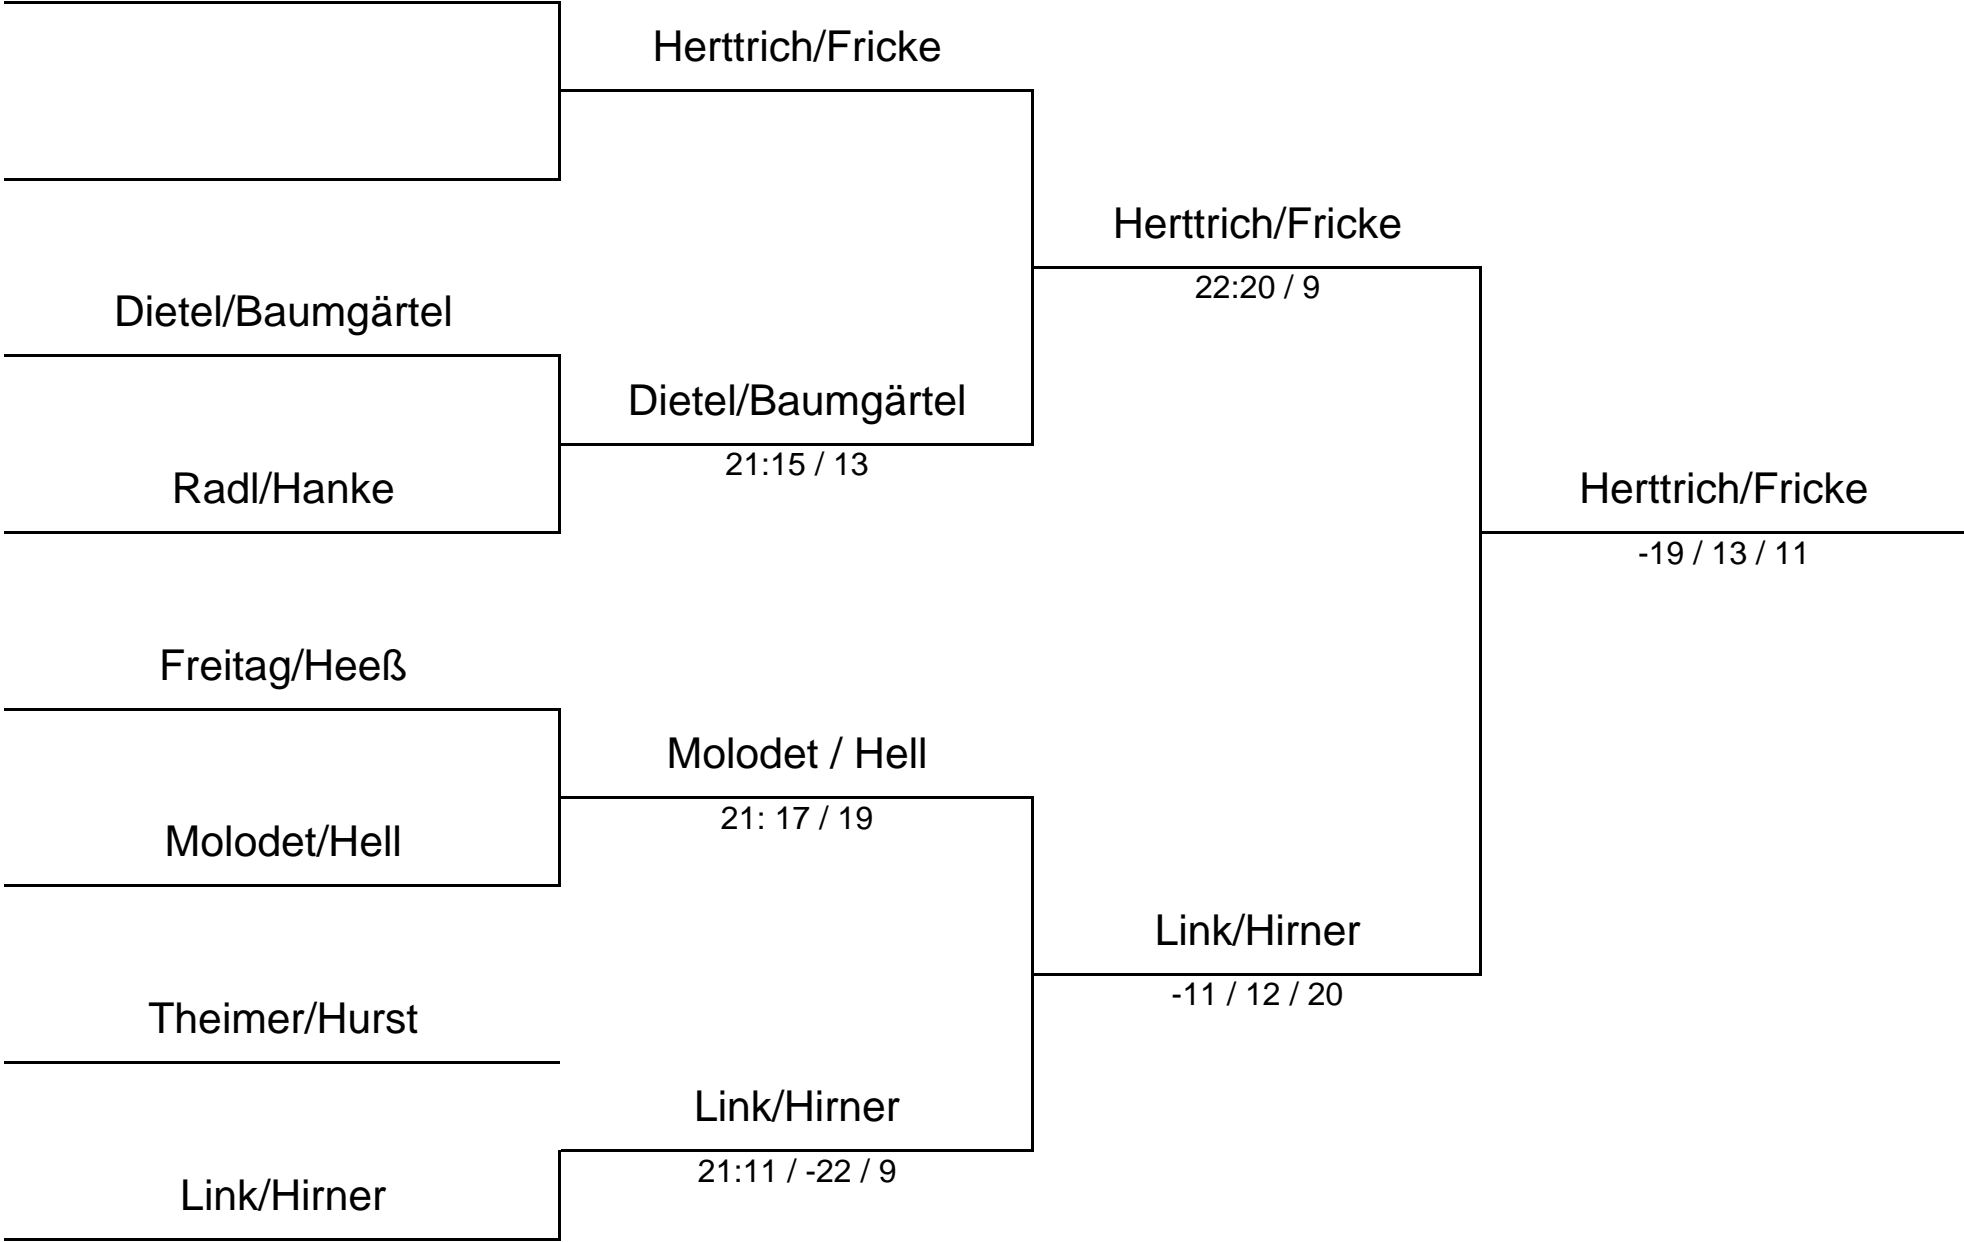 Herttrich/Fricke
Herttrich/Fricke
22:20 / 9
Dietel/Baumgärtel
Dietel/Baumgärtel
21:15 / 13
Radl/Hanke
Herttrich/Fricke
-19 / 13 / 11
Freitag/Heeß
Molodet / Hell
21: 17 / 19
Molodet/Hell
Link/Hirner
-11 / 12 / 20
Theimer/Hurst
Link/Hirner
21:11 / -22 / 9
Link/Hirner